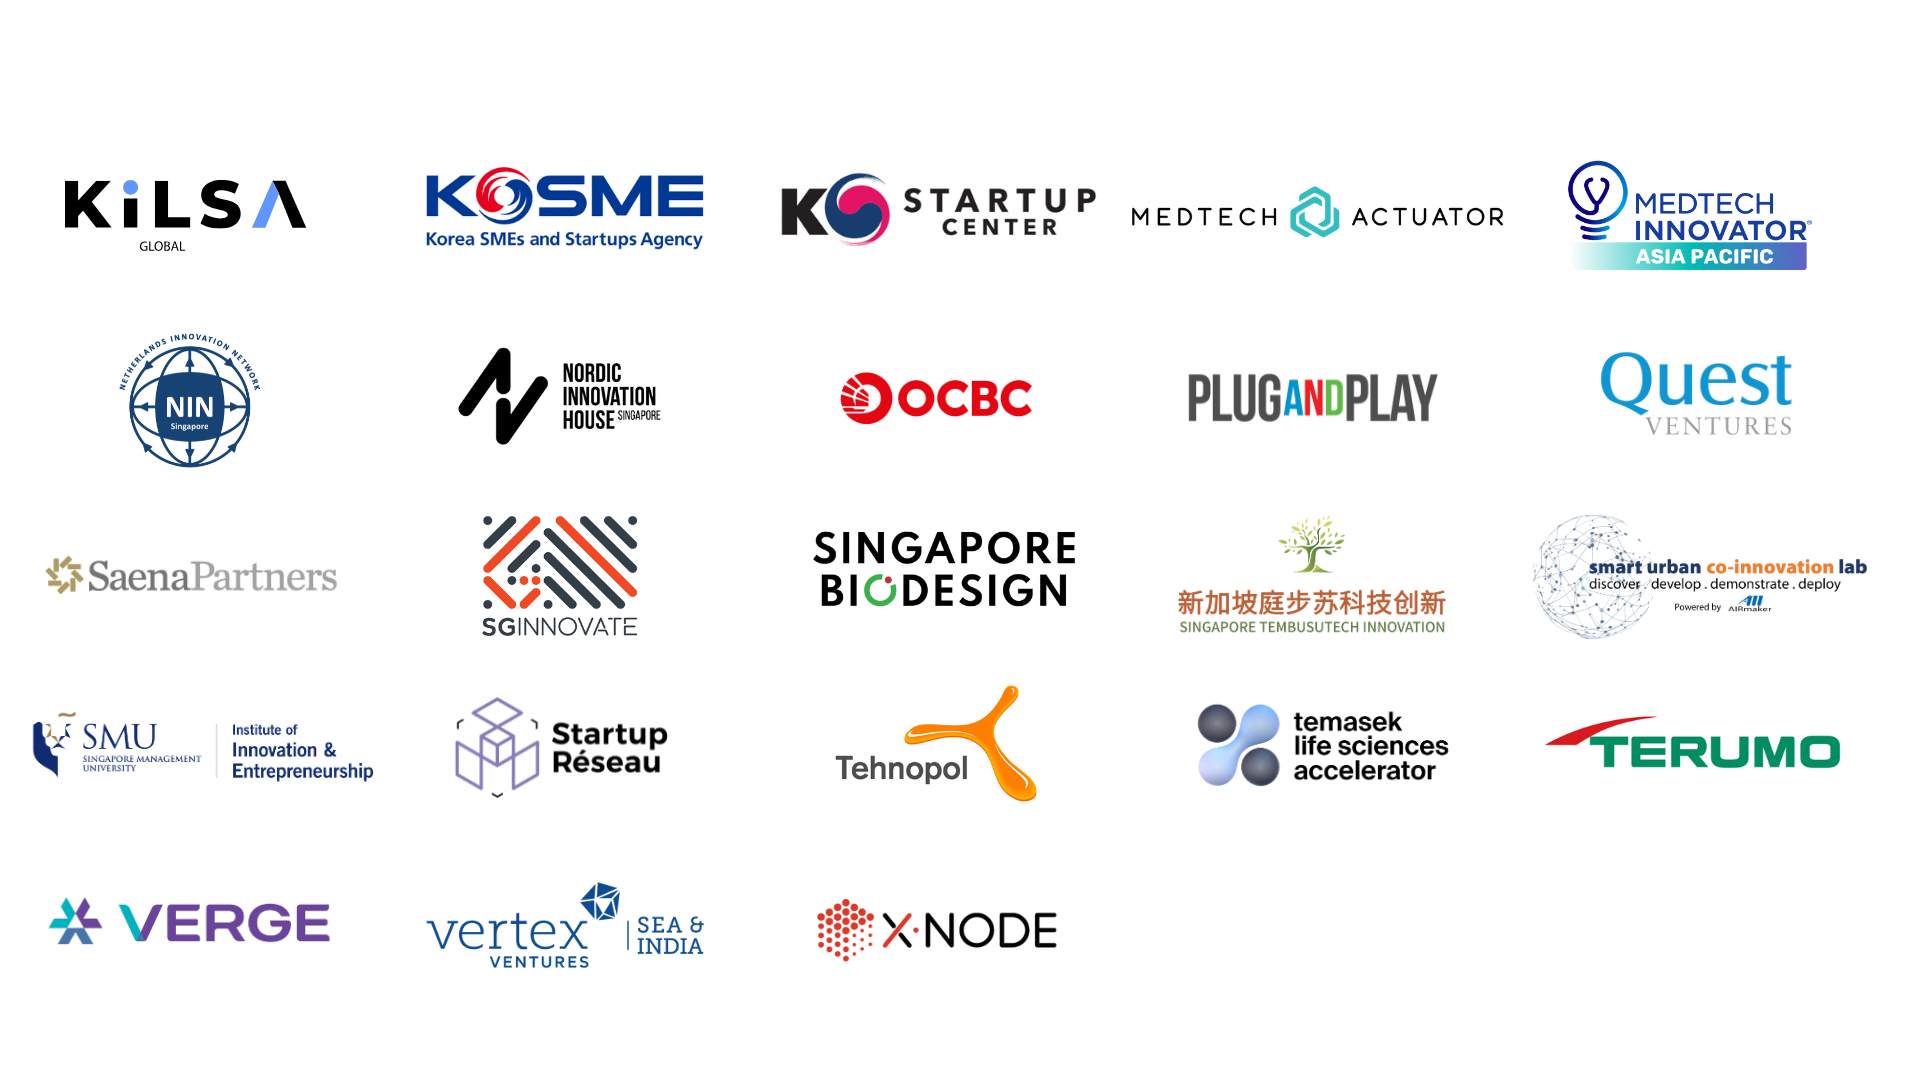 KiLSA
GLOBAL
KOSME
Korea SMEs and Startups Agency
K STARTUP
CENTER
MEDTECH ACTUATOR
MEDTECH
INNOVATOR®
ASIA PACIFIC
NETHERLANDS INNOVATION NETWORK
NIN
Singapore
NORDIC
INNOVATION
HOUSE SINGAPORE
OCBC
PLUGANDPLAY
Quest
VENTURES
SaenaPartners
SGINNOVATE
SINGAPORE
BIODESIGN
新加坡庭步苏科技创新
SINGAPORE TEMBUSUTECH INNOVATION
smart urban co-innovation lab
discover . develop . demonstrate . deploy
Powered by AIRmaker
SMU
SINGAPORE MANAGEMENT
UNIVERSITY
Institute of
Innovation &
Entrepreneurship
Startup
Réseau
Tehnopol
temasek
life sciences
accelerator
TERUMO
VERGE
vertex
VENTURES
SEA &
INDIA
X·NODE